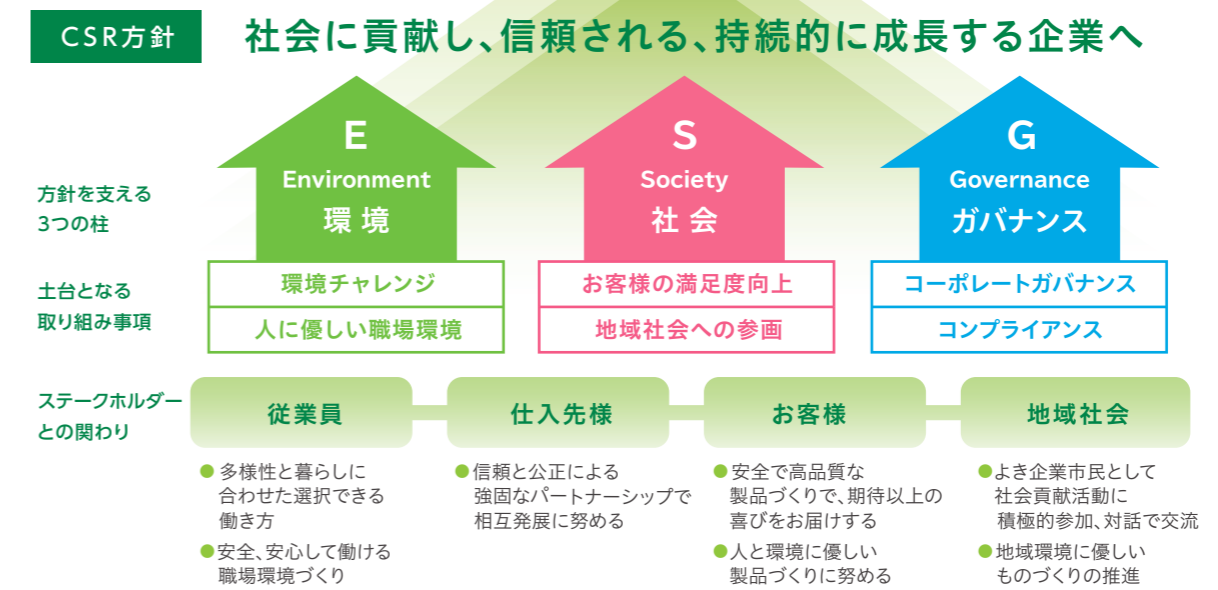 CSR方針
社会に貢献し、信頼される、持続的に成長する企業へ
方針を支える
3つの柱
E
Environment
環境
S
Society
社会
G
Governance
ガバナンス
土台となる
取り組み事項
環境チャレンジ
人に優しい職場環境
お客様の満足度向上
地域社会への参画
コーポレートガバナンス
コンプライアンス
ステークホルダー
との関わり
従業員
●多様性と暮らしに
合わせた選択できる
働き方
●安全、安心して働ける
職場環境づくり
仕入先様
●信頼と公正による
強固なパートナーシップで
相互発展に努める
お客様
●安全で高品質な
製品づくりで、期待以上の
喜びをお届けする
●人と環境に優しい
製品づくりに努める
地域社会
●よき企業市民として
社会貢献活動に
積極的参加、対話で交流
●地域環境に優しい
ものづくりの推進